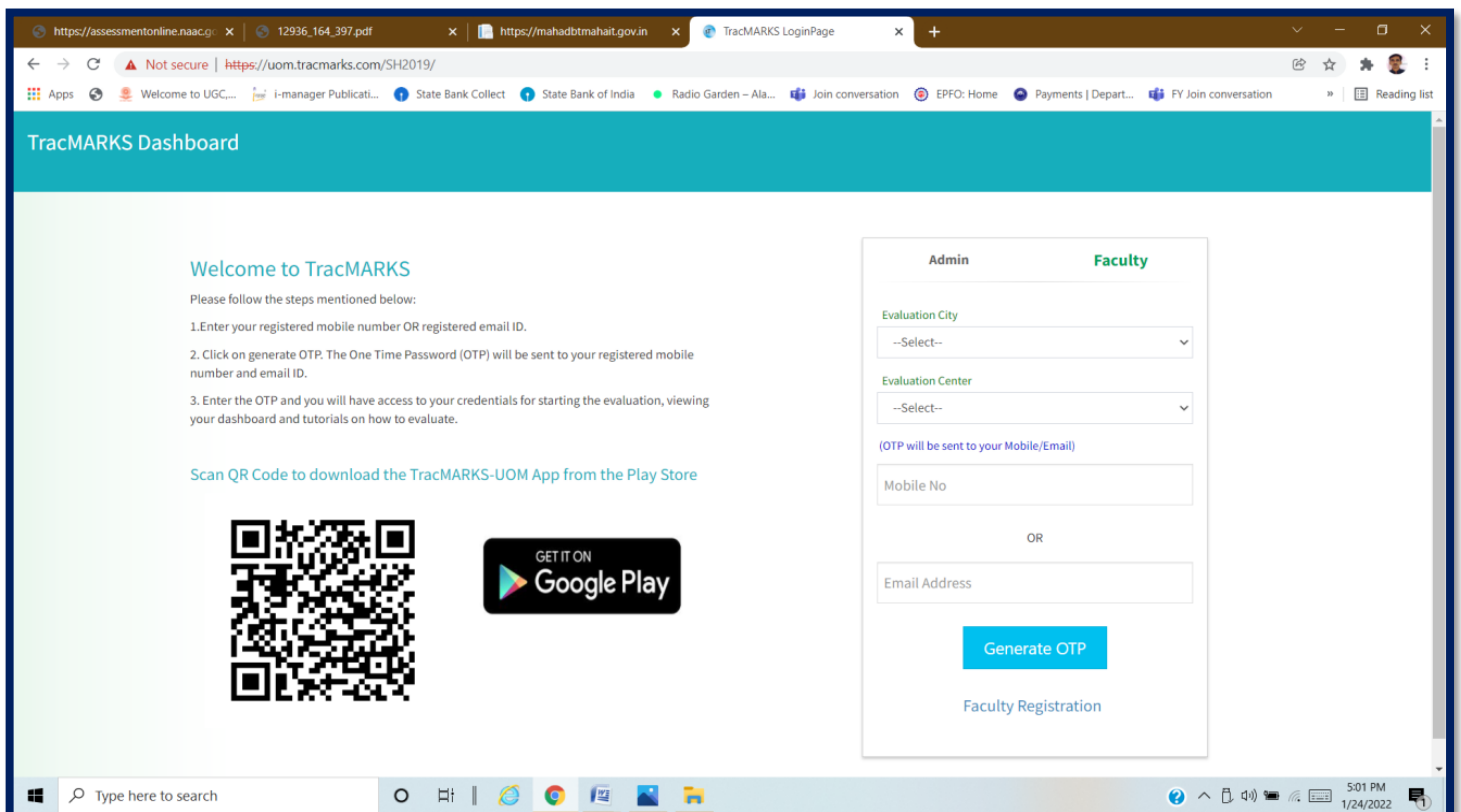 https://assessmentonline.naac.go
12936_164_397.pdf
https://mahadbtmahait.gov.in
TracMARKS LoginPage
Not secure | https://uom.tracmarks.com/SH2019/
Apps
Welcome to UGC,...
i-manager Publicati...
State Bank Collect
State Bank of India
Radio Garden – Ala...
Join conversation
EPFO: Home
Payments | Depart...
FY Join conversation
»
Reading list
TracMARKS Dashboard
Welcome to TracMARKS
Please follow the steps mentioned below:
1.Enter your registered mobile number OR registered email ID.
2. Click on generate OTP. The One Time Password (OTP) will be sent to your registered mobile
number and email ID.
3. Enter the OTP and you will have access to your credentials for starting the evaluation, viewing
your dashboard and tutorials on how to evaluate.
Scan QR Code to download the TracMARKS-UOM App from the Play Store
GET IT ON
Google Play
Admin
Faculty
Evaluation City
--Select--
Evaluation Center
--Select--
(OTP will be sent to your Mobile/Email)
Mobile No
OR
Email Address
Generate OTP
Faculty Registration
Type here to search
5:01 PM
1/24/2022
1